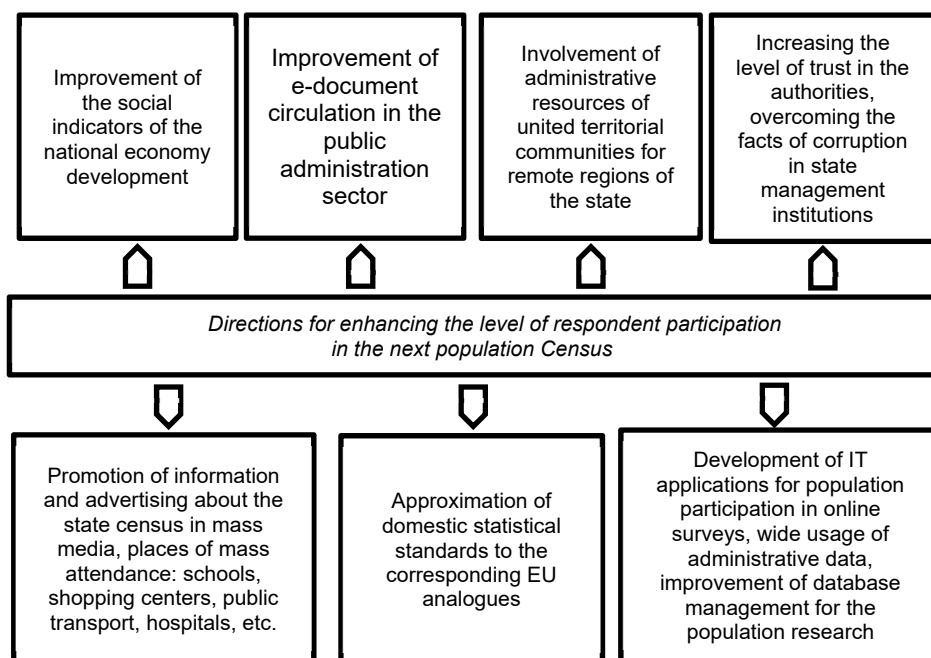 Improvement of
the social
indicators of the
national economy
development
Improvement of
e-document
circulation in the
public
administration
sector
Involvement of
administrative
resources of
united territorial
communities for
remote regions of
the state
Increasing the
level of trust in the
authorities,
overcoming the
facts of corruption
in state
management
institutions
Directions for enhancing the level of respondent participation
in the next population Census
Promotion of information
and advertising about the
state census in mass
media, places of mass
attendance: schools,
shopping centers, public
transport, hospitals, etc.
Approximation of
domestic statistical
standards to the
corresponding EU
analogues
Development of IT
applications for population
participation in online
surveys, wide usage of
administrative data,
improvement of database
management for the
population research